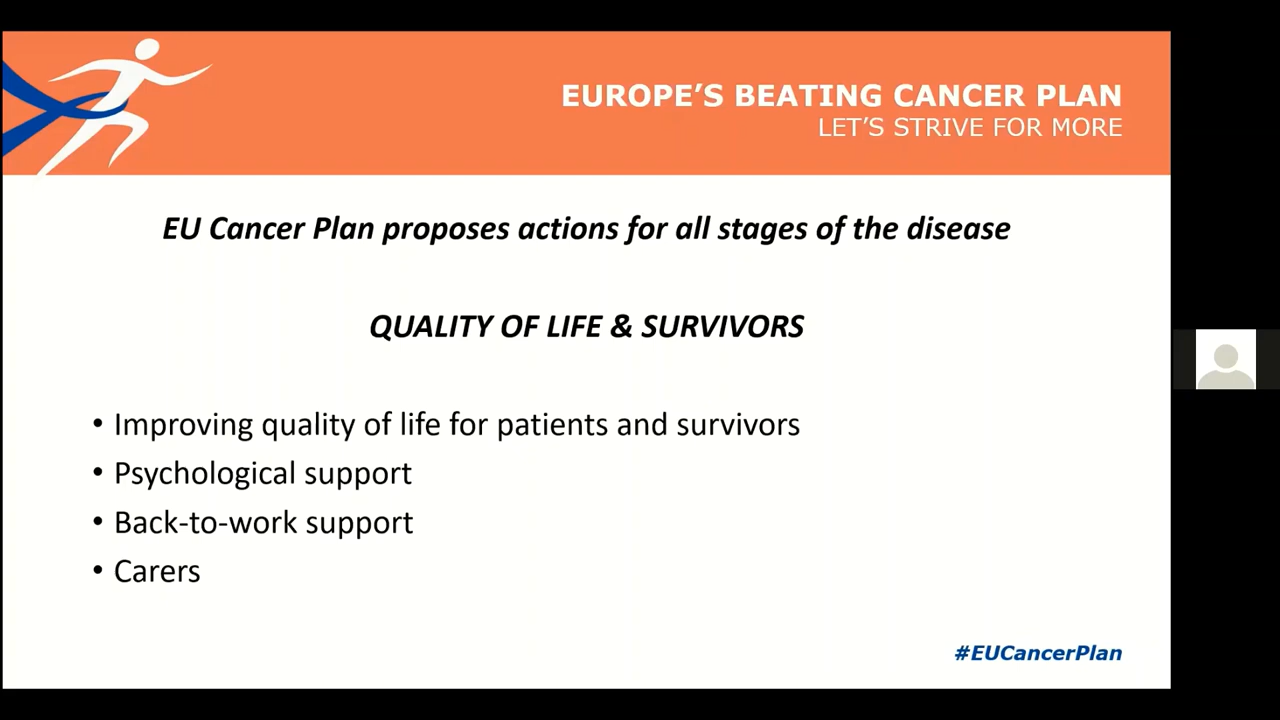 EUROPE'S BEATING CANCER PLAN
LET'S STRIVE FOR MORE
EU Cancer Plan proposes actions for all stages of the disease
QUALITY OF LIFE & SURVIVORS
• Improving quality of life for patients and survivors
• Psychological support
• Back-to-work support
• Carers
#EUCancerPlan